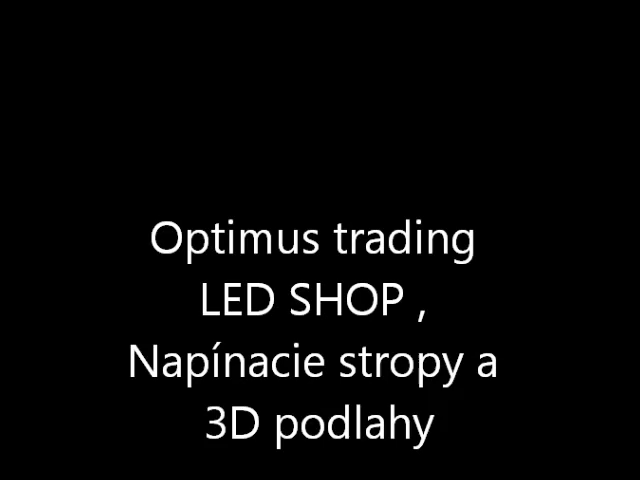 Optimus trading
LED SHOP ,
Napínacie stropy a
3D podlahy